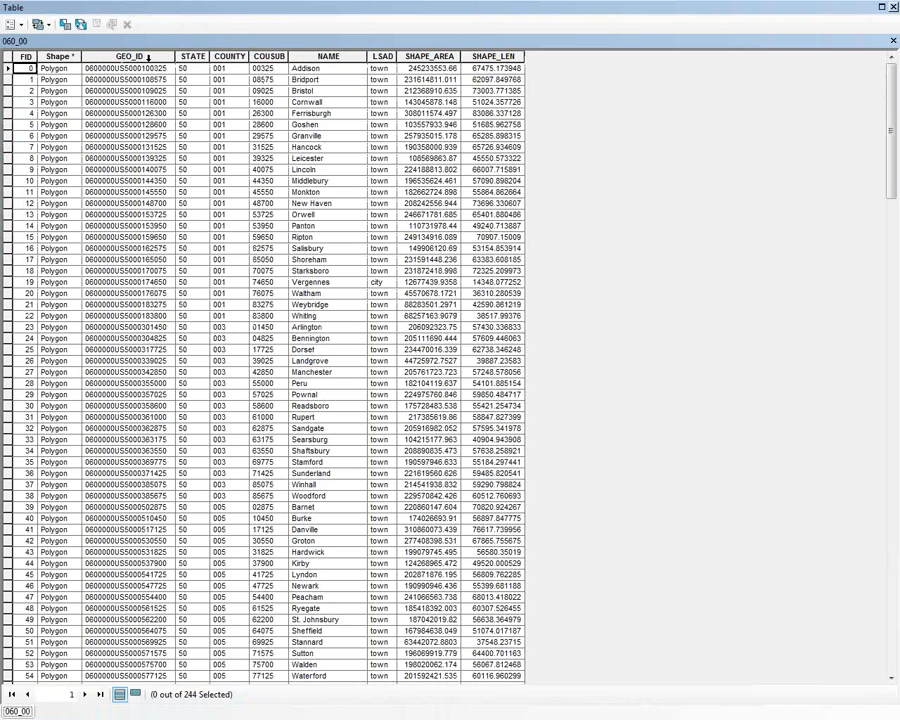 Table
060_00
FID Shape * GEO_ID STATE COUNTY COUSUB NAME LSAD SHAPE_AREA SHAPE_LEN
0 Polygon 0600000US5000100325 50 001 00325 Addison town 245233553.66 67475.173948
1 Polygon 0600000US5000108575 50 001 08575 Bridport town 231614811.011 62097.849768
2 Polygon 0600000US5000109025 50 001 09025 Bristol town 212368910.635 73003.771385
3 Polygon 0600000US5000116000 50 001 16000 Cornwall town 143045878.148 51024.357726
4 Polygon 0600000US5000126300 50 001 26300 Ferrisburgh town 308011574.497 83086.337128
5 Polygon 0600000US5000128600 50 001 28600 Goshen town 103557933.946 51685.962758
6 Polygon 0600000US5000129575 50 001 29575 Granville town 257935015.178 65285.898315
7 Polygon 0600000US5000131525 50 001 31525 Hancock town 190358000.939 65726.934609
8 Polygon 0600000US5000139325 50 001 39325 Leicester town 108569863.87 45550.573322
9 Polygon 0600000US5000140075 50 001 40075 Lincoln town 224188813.802 66007.715891
10 Polygon 0600000US5000144350 50 001 44350 Middlebury town 196535624.461 57090.898204
11 Polygon 0600000US5000145550 50 001 45550 Monkton town 182662724.898 55864.862664
12 Polygon 0600000US5000148700 50 001 48700 New Haven town 208242556.944 73696.330607
13 Polygon 0600000US5000153725 50 001 53725 Orwell town 246671781.685 65401.880486
14 Polygon 0600000US5000153950 50 001 53950 Panton town 110731978.44 49240.713887
15 Polygon 0600000US5000159650 50 001 59650 Ripton town 249134916.089 70907.15009
16 Polygon 0600000US5000162575 50 001 62575 Salisbury town 149906120.69 53154.853914
17 Polygon 0600000US5000165050 50 001 65050 Shoreham town 231591448.236 63383.608185
18 Polygon 0600000US5000170075 50 001 70075 Starksboro town 231872418.998 72325.209973
19 Polygon 0600000US5000174650 50 001 74650 Vergennes city 12677439.9358 14348.077252
20 Polygon 0600000US5000176075 50 001 76075 Waltham town 45570678.1721 36310.280539
21 Polygon 0600000US5000183275 50 001 83275 Weybridge town 88283501.2971 42590.861219
22 Polygon 0600000US5000183800 50 001 83800 Whiting town 68257163.9079 38517.99376
23 Polygon 0600000US5000301450 50 003 01450 Arlington town 206092323.75 57430.336833
24 Polygon 0600000US5000304825 50 003 04825 Bennington town 205111690.444 57609.446063
25 Polygon 0600000US5000317725 50 003 17725 Dorset town 234470016.339 62738.346248
26 Polygon 0600000US5000339025 50 003 39025 Landgrove town 44725972.7527 39887.23583
27 Polygon 0600000US5000342850 50 003 42850 Manchester town 205761723.723 57248.578056
28 Polygon 0600000US5000355000 50 003 55000 Peru town 182104119.637 54101.885154
29 Polygon 0600000US5000357025 50 003 57025 Pownal town 224975760.846 59850.484717
30 Polygon 0600000US5000358600 50 003 58600 Readsboro town 175728483.538 55421.254734
31 Polygon 0600000US5000361000 50 003 61000 Rupert town 217385619.86 58847.827399
32 Polygon 0600000US5000362875 50 003 62875 Sandgate town 205916982.052 57595.341978
33 Polygon 0600000US5000363175 50 003 63175 Searsburg town 104215177.963 40904.943908
34 Polygon 0600000US5000363550 50 003 63550 Shaftsbury town 208890835.473 57638.258921
35 Polygon 0600000US5000369775 50 003 69775 Stamford town 190597946.633 55184.297441
36 Polygon 0600000US5000371425 50 003 71425 Sunderland town 221619560.626 59485.820541
37 Polygon 0600000US5000385075 50 003 85075 Winhall town 214541938.832 59290.798824
38 Polygon 0600000US5000385675 50 003 85675 Woodford town 229570842.426 60512.760693
39 Polygon 0600000US5000502875 50 005 02875 Barnet town 220860147.604 70820.924267
40 Polygon 0600000US5000510450 50 005 10450 Burke town 174026693.91 56897.847775
41 Polygon 0600000US5000517125 50 005 17125 Danville town 310860073.439 76617.739956
42 Polygon 0600000US5000530550 50 005 30550 Groton town 277408398.531 67865.755675
43 Polygon 0600000US5000531825 50 005 31825 Hardwick town 199079745.495 56580.35019
44 Polygon 0600000US5000537900 50 005 37900 Kirby town 124268965.472 49520.000529
45 Polygon 0600000US5000541725 50 005 41725 Lyndon town 202871876.195 56809.762285
46 Polygon 0600000US5000547725 50 005 47725 Newark town 190990946.436 55399.681188
47 Polygon 0600000US5000554400 50 005 54400 Peacham town 241066563.738 68013.418022
48 Polygon 0600000US5000561525 50 005 61525 Ryegate town 185418392.003 60307.526455
49 Polygon 0600000US5000562200 50 005 62200 St. Johnsbury town 187042019.82 56638.364979
50 Polygon 0600000US5000564075 50 005 64075 Sheffield town 167984638.049 51074.017187
51 Polygon 0600000US5000569925 50 005 69925 Stannard town 63442072.8803 37548.23715
52 Polygon 0600000US5000571575 50 005 71575 Sutton town 196069919.779 64400.701163
53 Polygon 0600000US5000575700 50 005 75700 Walden town 198020062.174 56067.812468
54 Polygon 0600000US5000577125 50 005 77125 Waterford town 201592421.535 60116.960299
1 (0 out of 244 Selected)
060_00